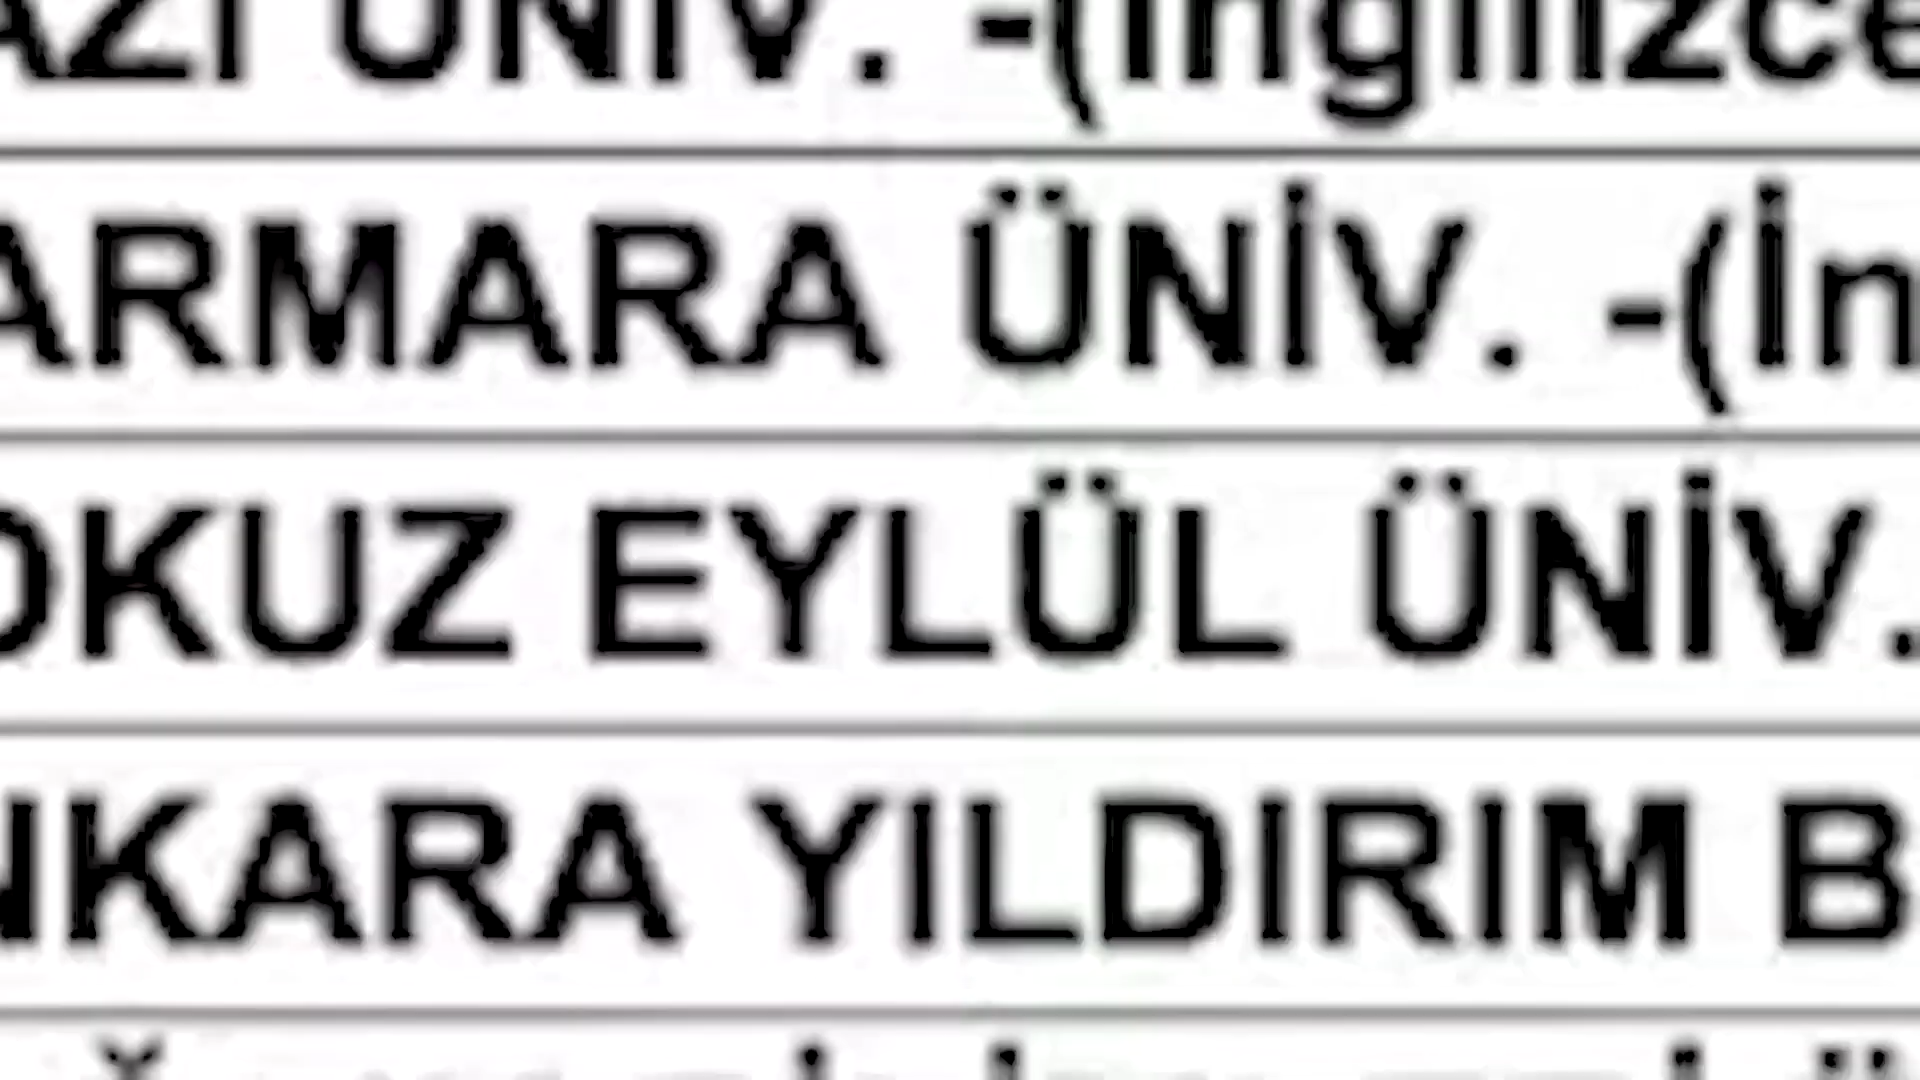 AZİ ÜNİV. -(İngilizce
ARMARA ÜNİV. -(İn
OKUZ EYLÜL ÜNİV.
NKARA YILDIRIM B